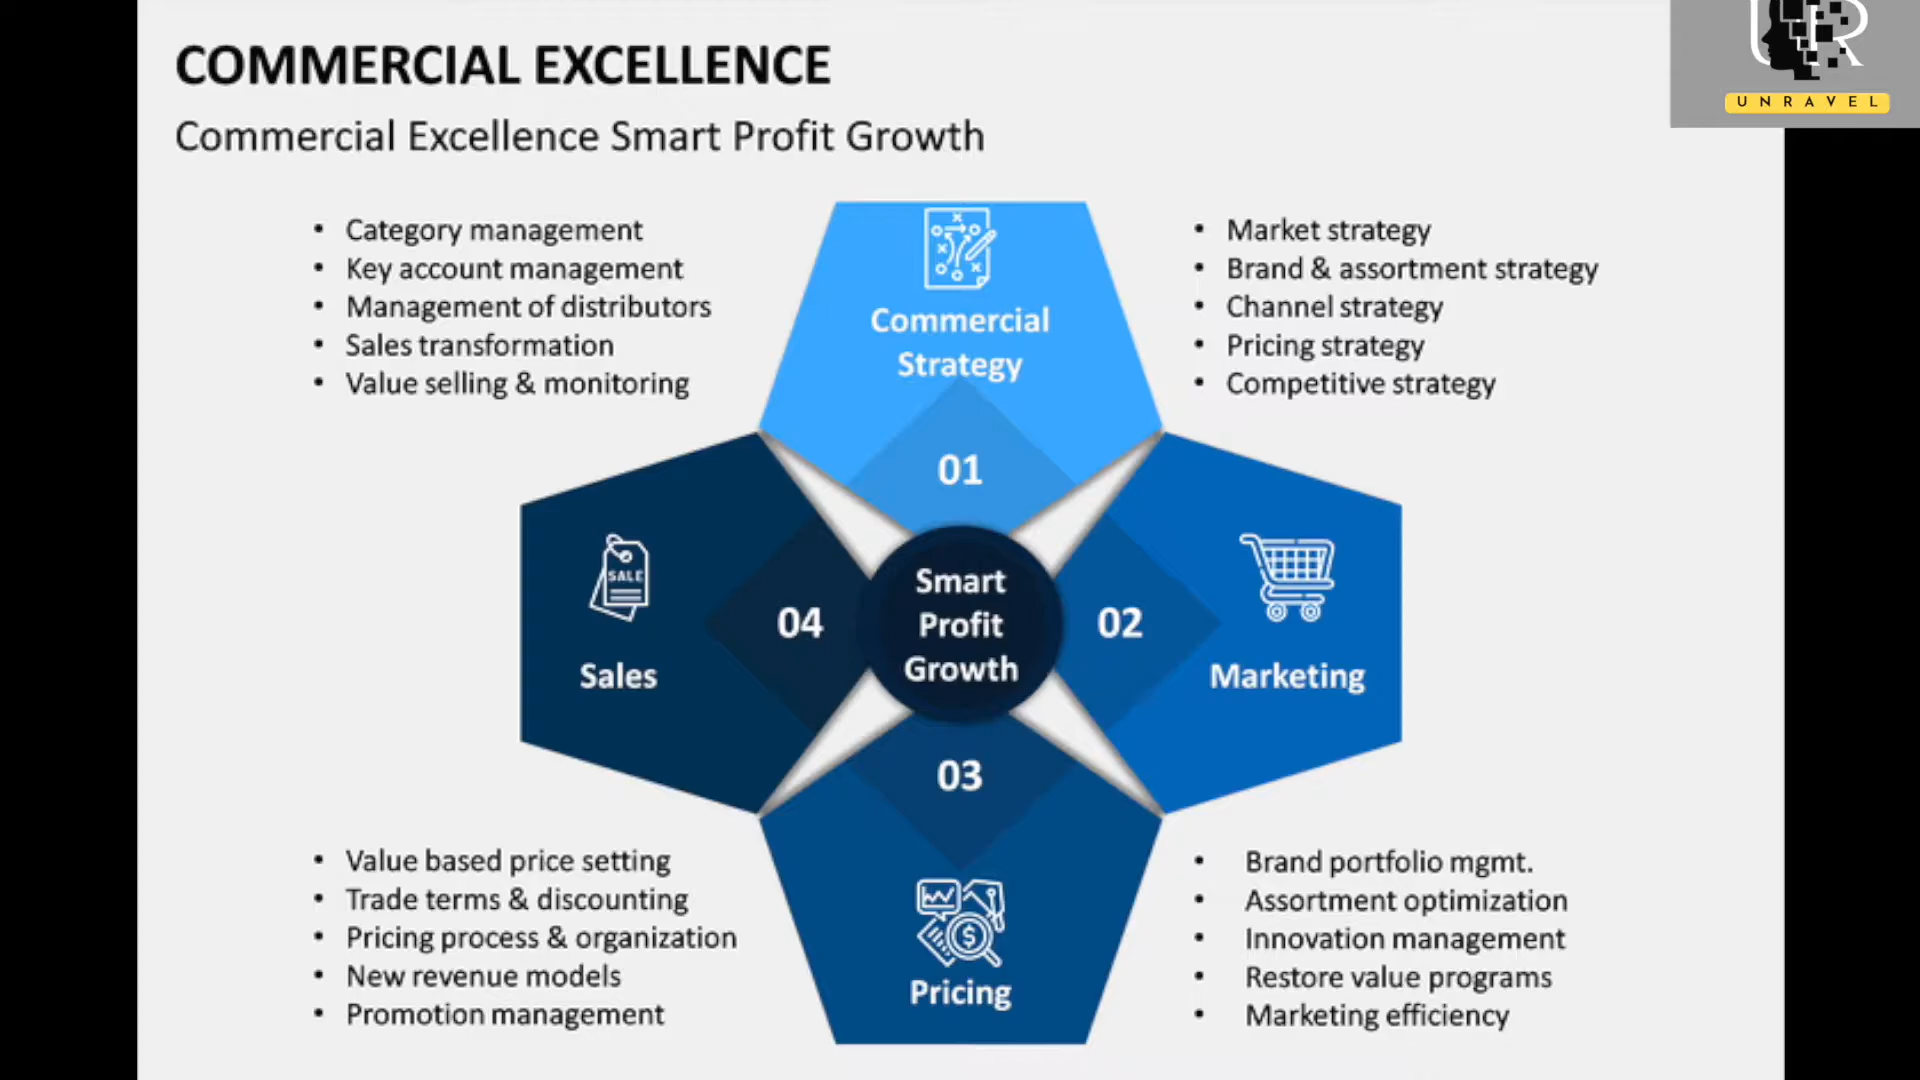 COMMERCIAL EXCELLENCE
Commercial Excellence Smart Profit Growth
UR
UNRAVEL
• Category management
• Key account management
• Management of distributors
• Sales transformation
• Value selling & monitoring
Commercial
Strategy
01
• Market strategy
• Brand & assortment strategy
• Channel strategy
• Pricing strategy
• Competitive strategy
SALE
Sales
04
Smart
Profit
Growth
02
Marketing
03
Pricing
• Value based price setting
• Trade terms & discounting
• Pricing process & organization
• New revenue models
• Promotion management
• Brand portfolio mgmt.
• Assortment optimization
• Innovation management
• Restore value programs
• Marketing efficiency